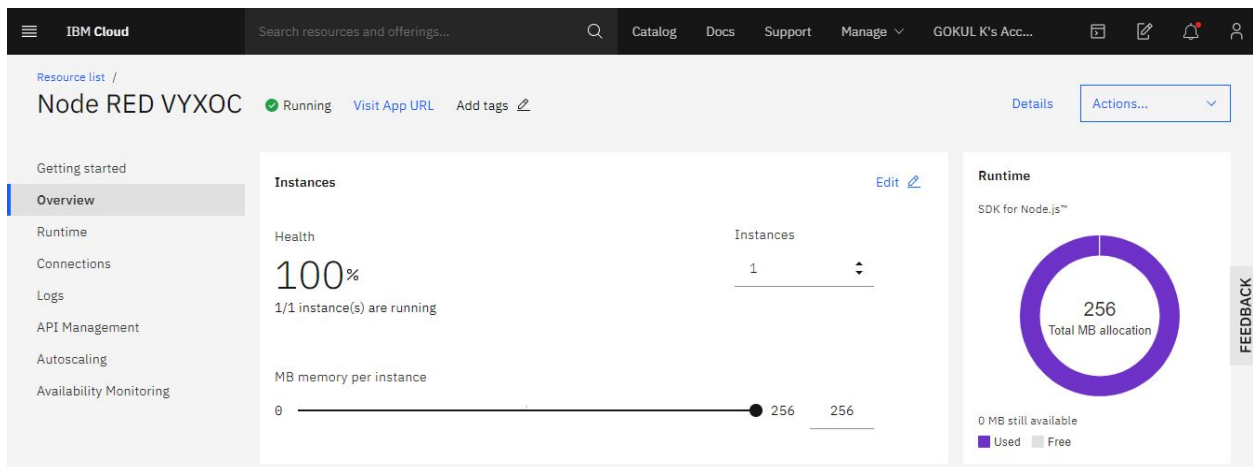 IBM Cloud
Search resources and offerings...
Catalog
Docs
Support
Manage
GOKUL K's Acc...
Resource list /
Node RED VYXOC
Running
Visit App URL
Add tags
Details
Actions...
Getting started
Overview
Runtime
Connections
Logs
API Management
Autoscaling
Availability Monitoring
Instances
Edit
Health
100%
1/1 instance(s) are running
Instances
1
MB memory per instance
0
256
256
Runtime
SDK for Node.js™
256
Total MB allocation
0 MB still available
Used
Free
FEEDBACK